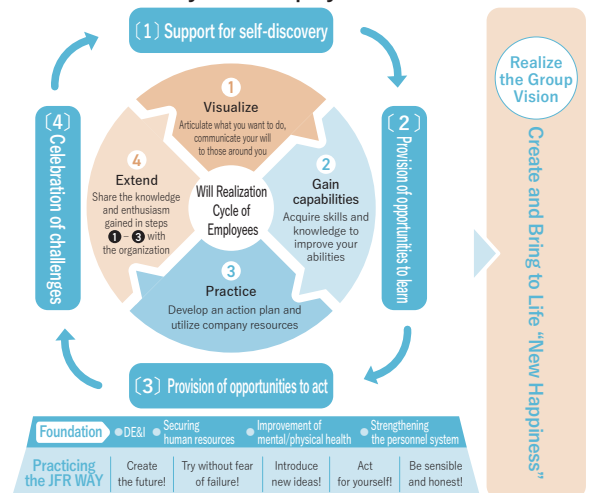 [1] Support for self-discovery
1
Visualize
Articulate what you want to do,
communicate your will
to those around you
[2] Provision of opportunities to learn
2
Gain
capabilities
Acquire skills and
knowledge to
improve your
abilities
Will Realization
Cycle of
Employees
3
Practice
Develop an action plan and
utilize company resources
[3] Provision of opportunities to act
4
Extend
Share the knowledge
and enthusiasm
gained in steps
1 – 3 with
the organization
[4] Celebration of challenges
Foundation
DE&I
Securing
human resources
Improvement of
mental/physical health
Strengthening
the personnel system
Practicing
the JFR WAY
Create
the future!
Try without fear
of failure!
Introduce
new ideas!
Act
for yourself!
Be sensible
and honest!
Realize
the Group
Vision
Create and Bring to Life “New Happiness”